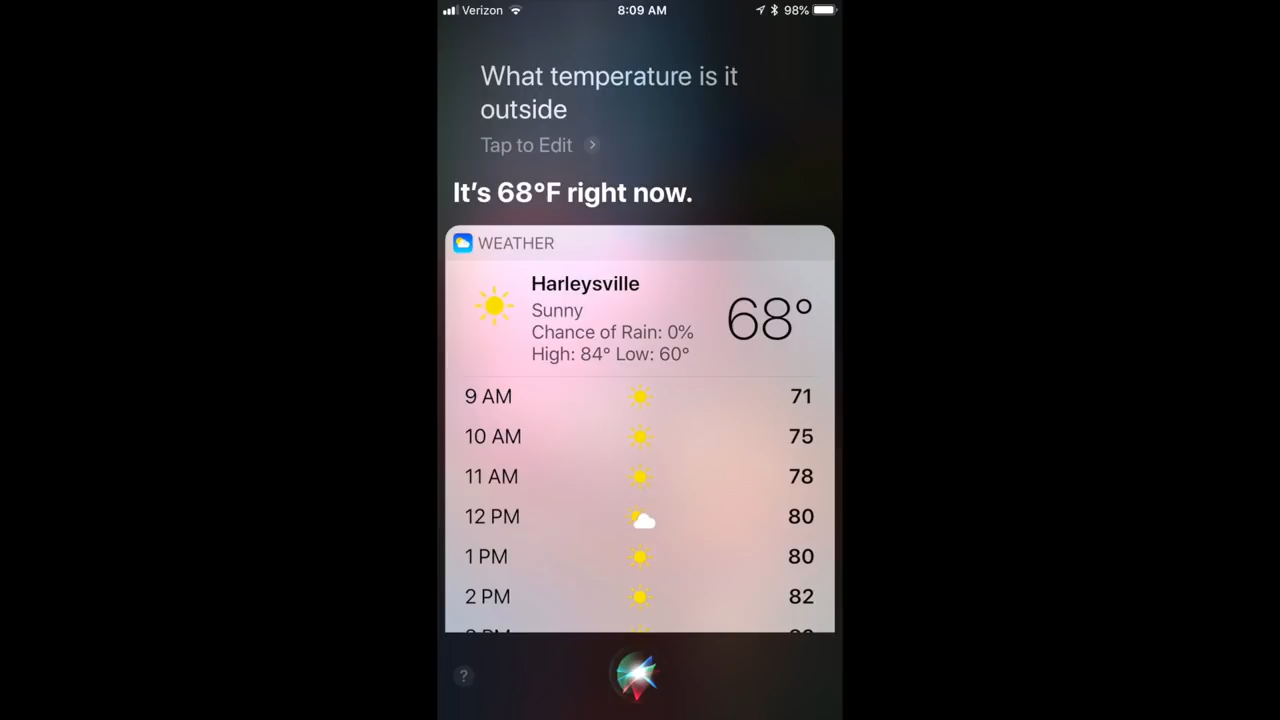 Verizon 8:09 AM 98%
What temperature is it
outside
Tap to Edit
It's 68°F right now.
WEATHER
Harleysville
Sunny
Chance of Rain: 0%
High: 84° Low: 60°
68°
9 AM 71
10 AM 75
11 AM 78
12 PM 80
1 PM 80
2 PM 82
?